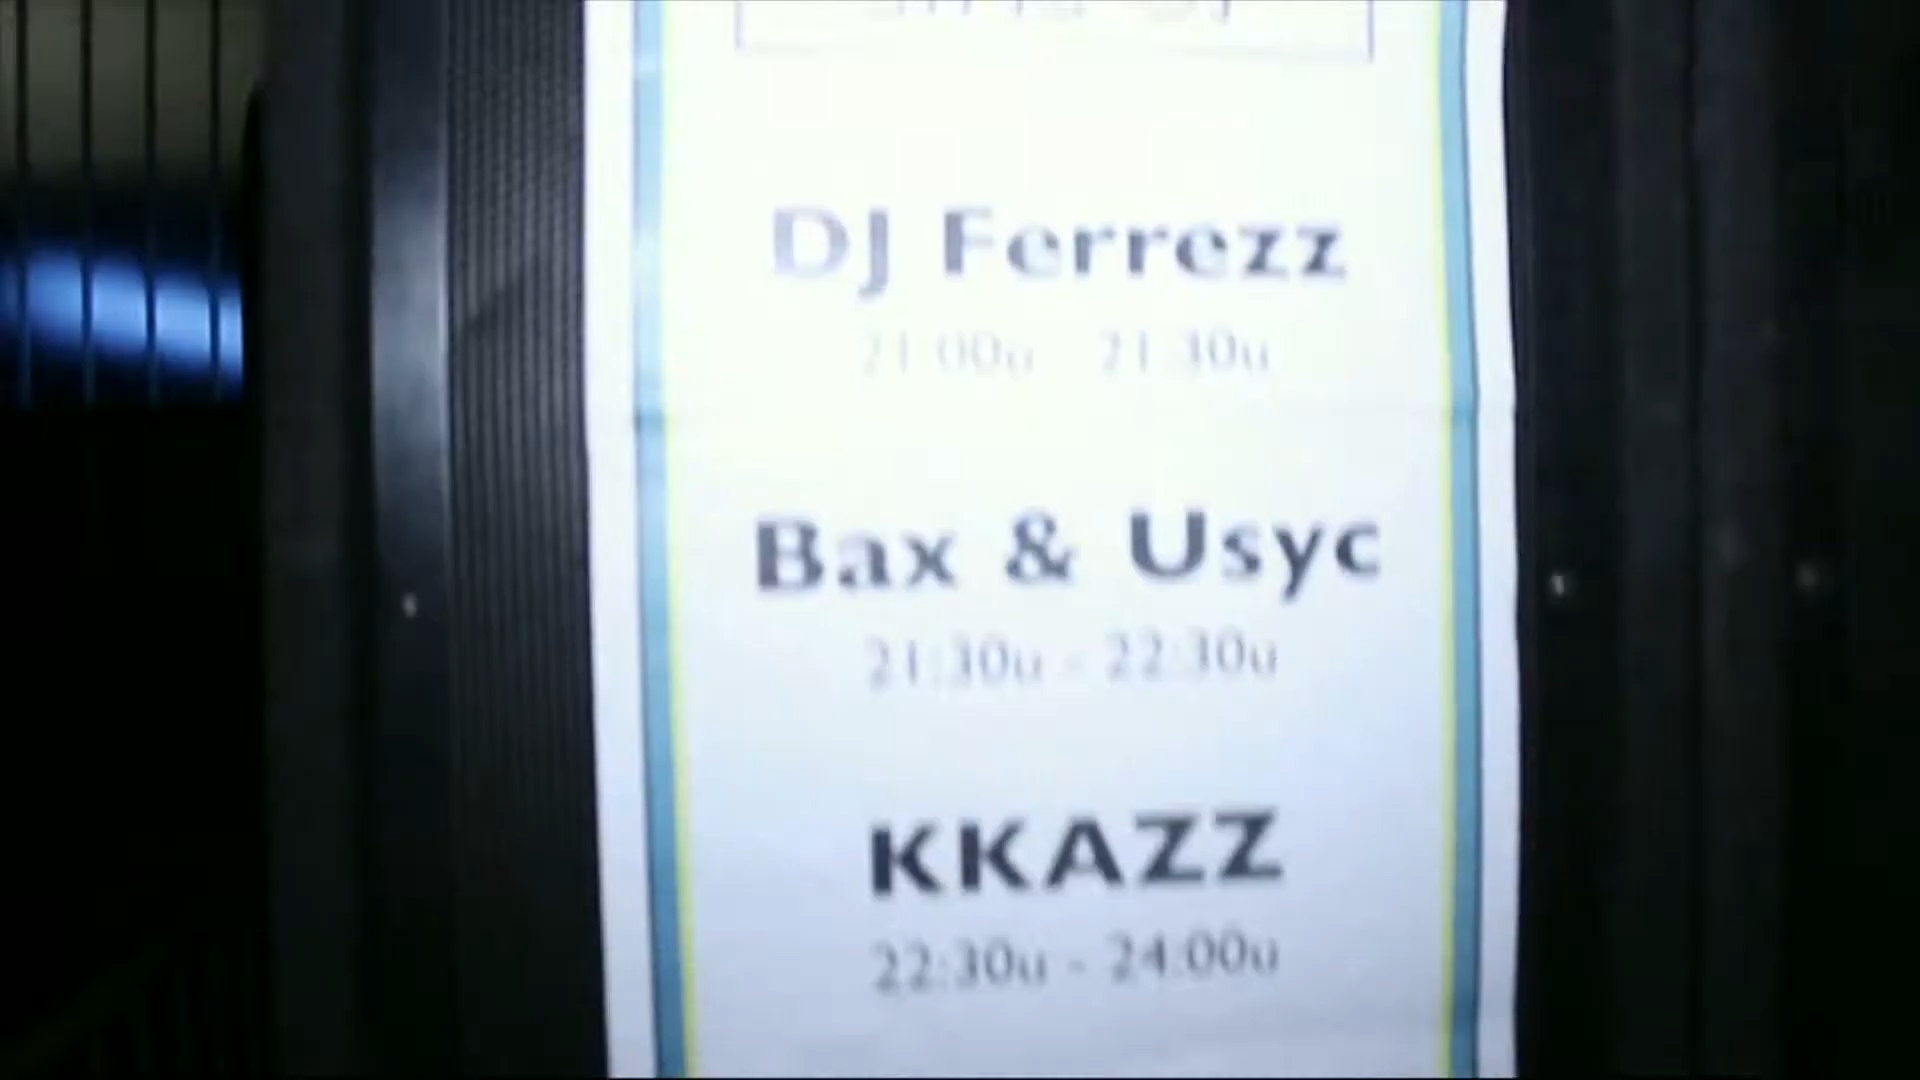 DJ Ferrezz
21:00u - 21:30u
Bax & Usyc
21:30u - 22:30u
KKAZZ
22:30u - 24:00u